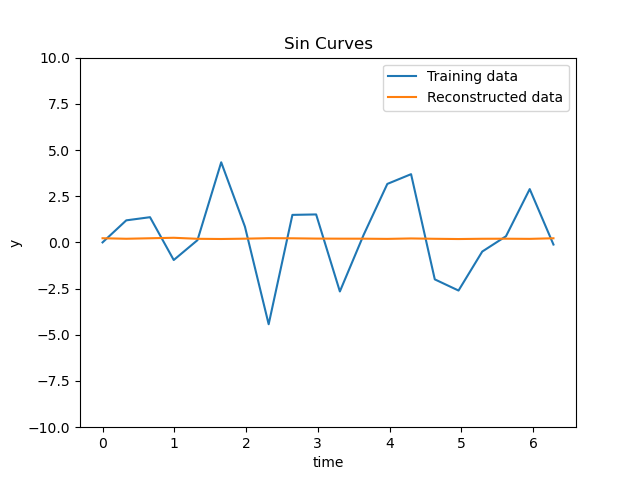 Sin Curves
Training data
Reconstructed data
10.0
7.5
5.0
2.5
0.0
−2.5
−5.0
−7.5
−10.0
y
0 1 2 3 4 5 6
time